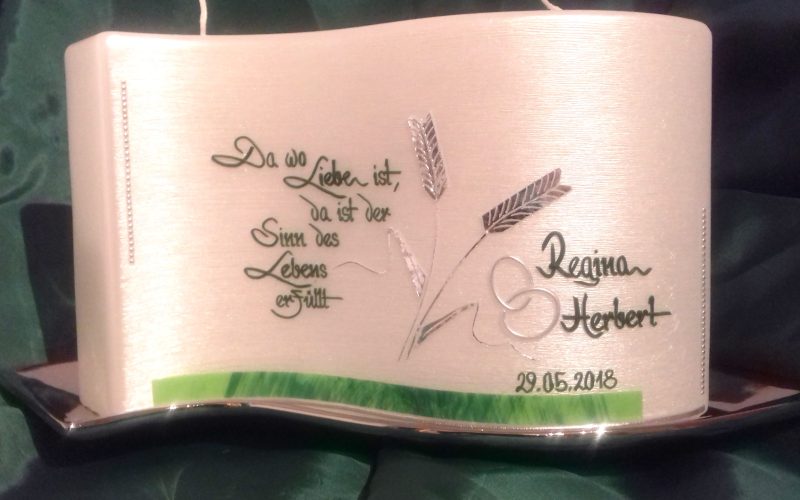 Da wo
Liebe ist,
da ist der
Sinn des
Lebens
erfüllt
Regina
Herbert
29.05.2018